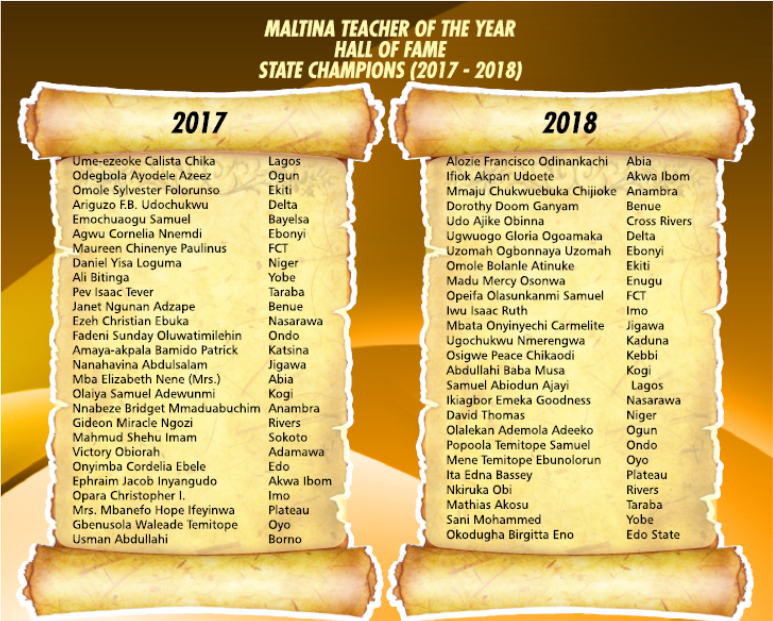 MALTINA TEACHER OF THE YEAR
HALL OF FAME
STATE CHAMPIONS (2017 - 2018)
2017
Ume-ezeoke Calista Chika Lagos
Odegbola Ayodele Azeez Ogun
Omole Sylvester Folorunso Ekiti
Ariguzo F.B. Udochukwu Delta
Emochuaogu Samuel Bayelsa
Agwu Cornelia Nnemdi Ebonyi
Maureen Chinenye Paulinus FCT
Daniel Yisa Loguma Niger
Ali Bitinga Yobe
Pev Isaac Tever Taraba
Janet Ngunan Adzape Benue
Ezeh Christian Ebuka Nasarawa
Fadeni Sunday Oluwatimilehin Ondo
Amaya-akpala Bamido Patrick Katsina
Nanahavina Abdulsalam Jigawa
Mba Elizabeth Nene (Mrs.) Abia
Olaiya Samuel Adewunmi Kogi
Nnabeze Bridget Mmaduabuchim Anambra
Gideon Miracle Ngozi Rivers
Mahmud Shehu Imam Sokoto
Victory Obiorah Adamawa
Onyimba Cordelia Ebele Edo
Ephraim Jacob Inyangudo Akwa Ibom
Opara Christopher I. Imo
Mrs. Mbanefo Hope Ifeyinwa Plateau
Gbenusola Waleade Temitope Oyo
Usman Abdullahi Borno
2018
Alozie Francisco Odinankachi Abia
Ifiok Akpan Udoete Akwa Ibom
Mmaju Chukwuebuka Chijioke Anambra
Dorothy Doom Ganyam Benue
Udo Ajike Obinna Cross Rivers
Ugwuogo Gloria Ogoamaka Delta
Uzomah Ogbonnaya Uzomah Ebonyi
Omole Bolanle Atinuke Ekiti
Madu Mercy Osonwa Enugu
Opeifa Olasunkanmi Samuel FCT
Iwu Isaac Ruth Imo
Mbata Onyinyechi Carmelite Jigawa
Ugochukwu Nmerengwa Kaduna
Osigwe Peace Chikaodi Kebbi
Abdullahi Baba Musa Kogi
Samuel Abiodun Ajayi Lagos
Ikiagbor Emeka Goodness Nasarawa
David Thomas Niger
Olalekan Ademola Adeeko Ogun
Popoola Temitope Samuel Ondo
Mene Temitope Ebunolorun Oyo
Ita Edna Bassey Plateau
Nkiruka Obi Rivers
Mathias Akosu Taraba
Sani Mohammed Yobe
Okodugha Birgitta Eno Edo State